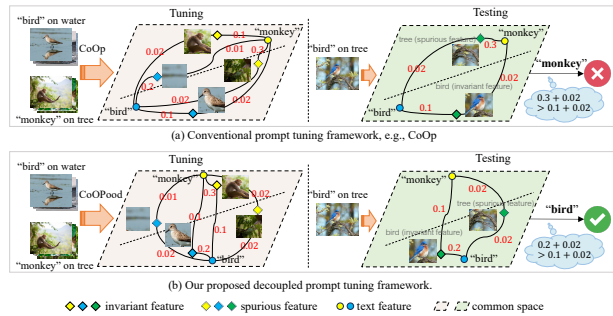 "bird" on water
Tuning
Testing
CoOp
"monkey"
0.1
0.02
0.01
0.3
0.2
0.02
0.02
0.1
"bird"
"monkey" on tree
"bird" on tree
tree (spurious feature)
"monkey"
0.3
0.02
0.02
bird (invariant feature)
0.1
"bird"
"monkey"
0.3 + 0.02
> 0.1 + 0.02
(a) Conventional prompt tuning framework, e.g., CoOp
"bird" on water
Tuning
Testing
CoOPood
"monkey"
0.02
0.3
0.02
0.1
0.1
0.2
0.02
0.02
"bird"
"monkey" on tree
"bird" on tree
"monkey"
0.02
tree (spurious feature)
0.1
bird (invariant feature)
0.2
0.02
"bird"
"bird"
0.2 + 0.02
> 0.1 + 0.02
(b) Our proposed decoupled prompt tuning framework.
invariant feature
spurious feature
text feature
common space